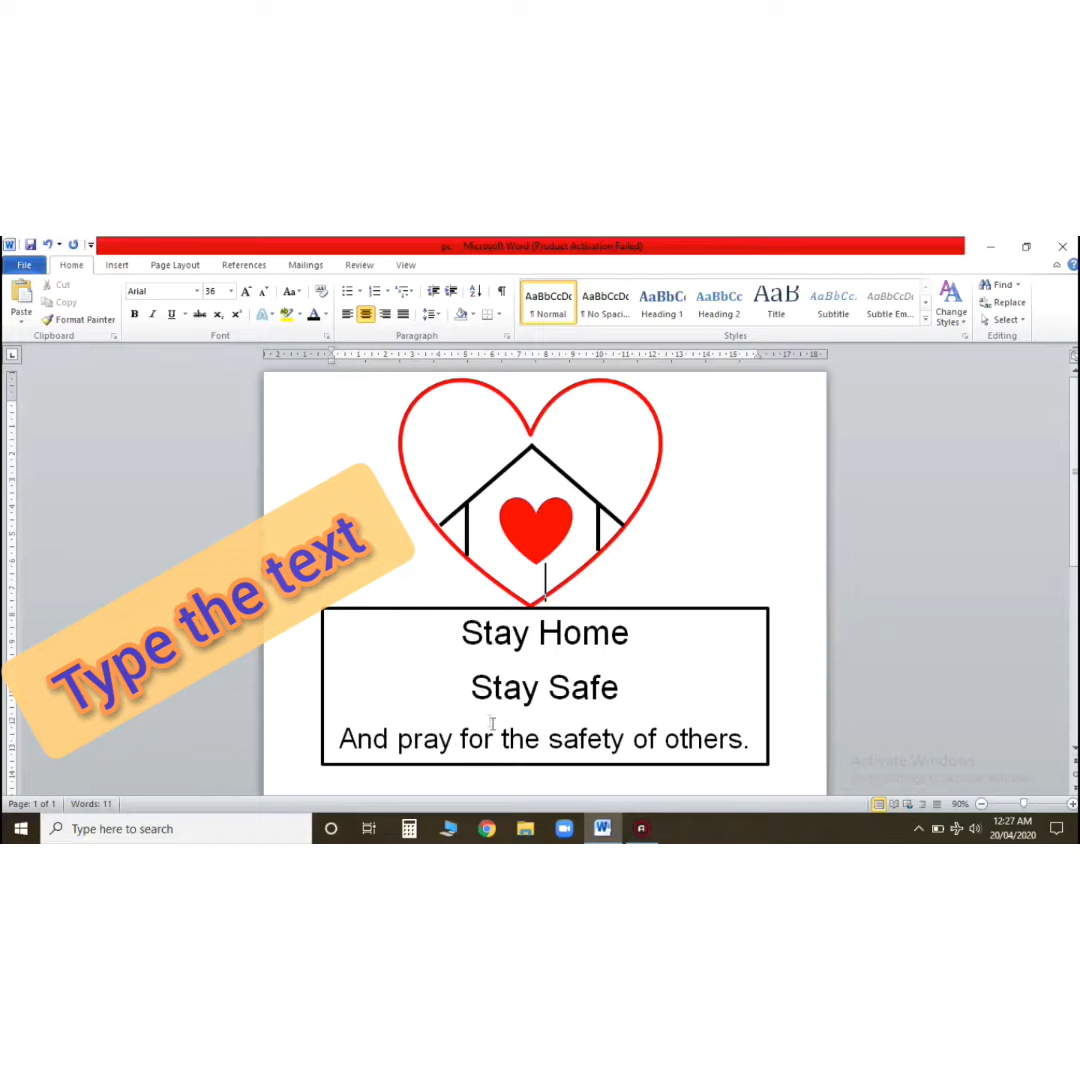 pc - Microsoft Word (Product Activation Failed)
File Home Insert Page Layout References Mailings Review View
Paste
Cut
Copy
Format Painter
Clipboard
Arial 36
Font
Paragraph
AaBbCcDc AaBbCcDc AaBbC AaBbCc AaB AaBbCc. AaBbCcDc
¶ Normal ¶ No Spaci... Heading 1 Heading 2 Title Subtitle Subtle Em...
Styles
Change
Styles
Find
Replace
Select
Editing
Type the text
Stay Home
Stay Safe
And pray for the safety of others.
Activate Windows
Page: 1 of 1 Words: 11
90%
Type here to search
12:27 AM
20/04/2020